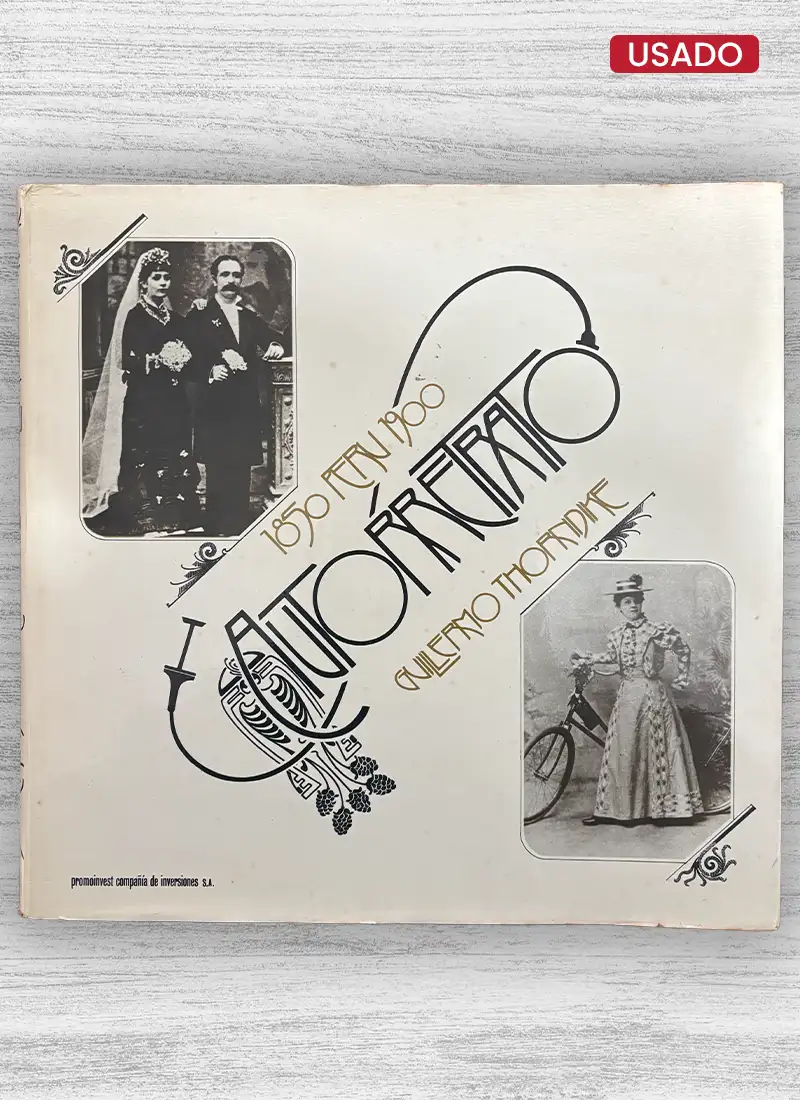 USADO
1850 PERU 1900
AUTORRETRATO
GUILLERMO THORNDIKE
promoinvest compañía de inversiones S.A.